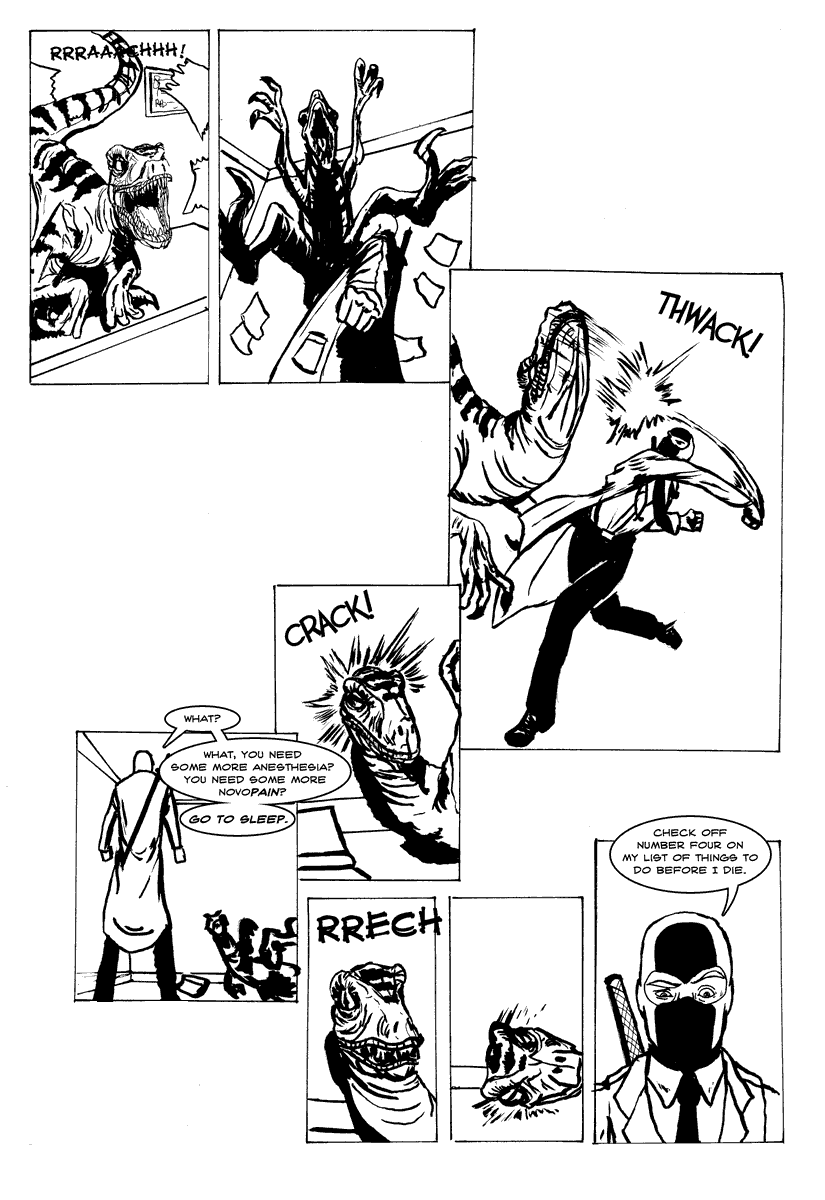 RRRAAACHHH!
THWACK!
CRACK!
WHAT?
WHAT, YOU NEED
SOME MORE ANESTHESIA?
YOU NEED SOME MORE
NOVOPAIN?
GO TO SLEEP.
RRECH
CHECK OFF
NUMBER FOUR ON
MY LIST OF THINGS TO
DO BEFORE I DIE.